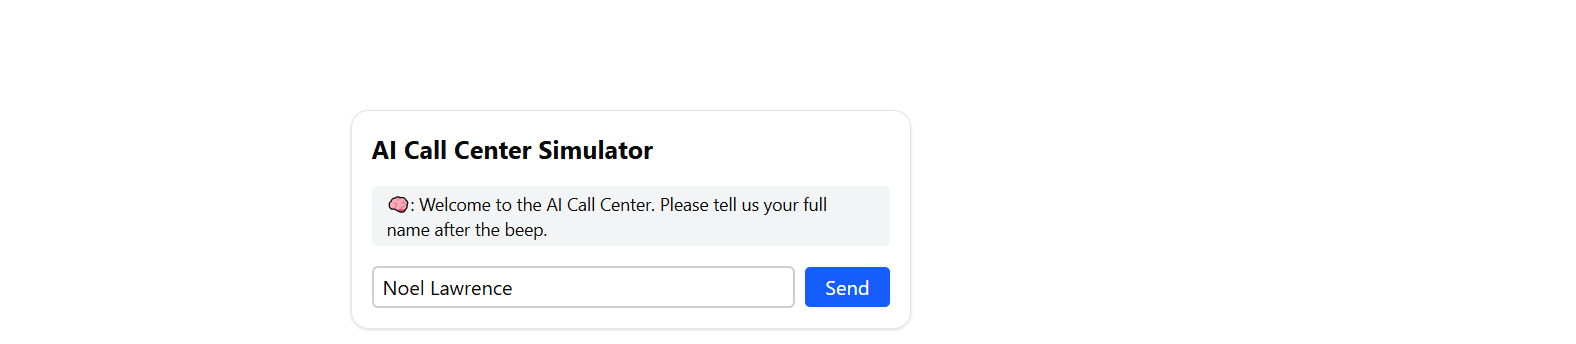 AI Call Center Simulator
🧠: Welcome to the AI Call Center. Please tell us your full
name after the beep.
Noel Lawrence
Send